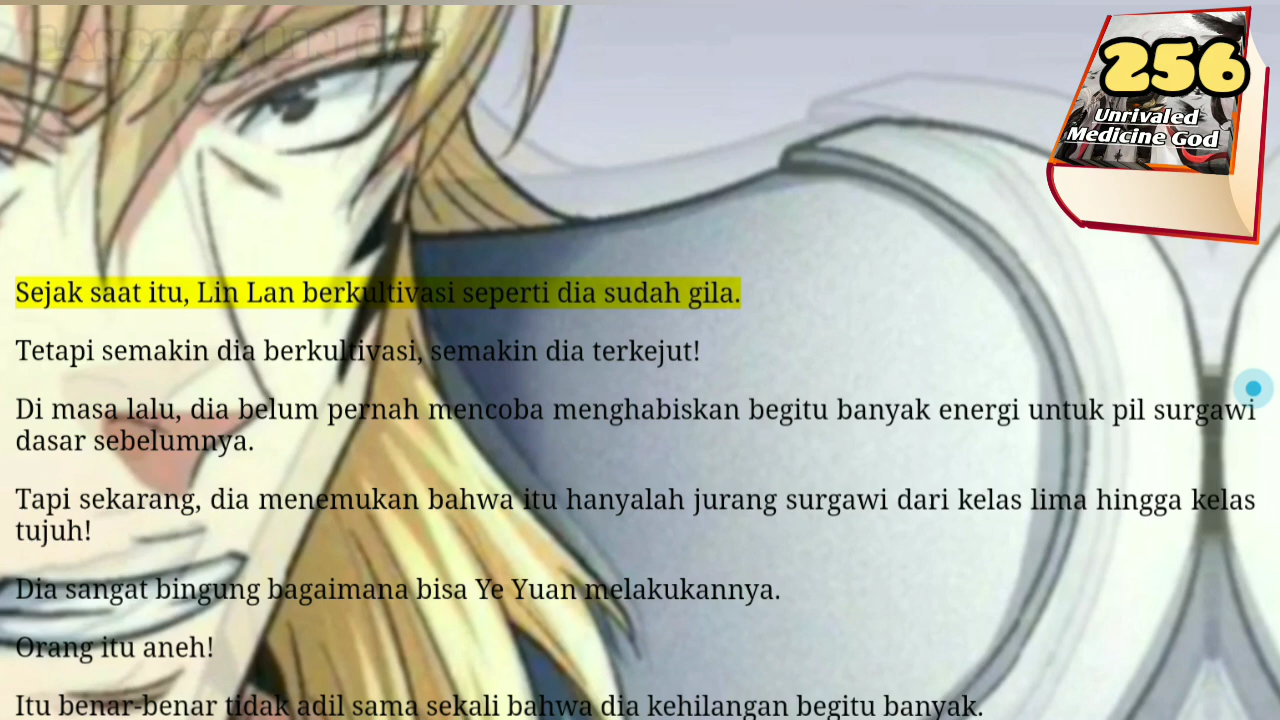 256
Unrivaled
Medicine God
Sejak saat itu, Lin Lan berkultivasi seperti dia sudah gila.
Tetapi semakin dia berkultivasi, semakin dia terkejut!
Di masa lalu, dia belum pernah mencoba menghabiskan begitu banyak energi untuk pil surgawi
dasar sebelumnya.
Tapi sekarang, dia menemukan bahwa itu hanyalah jurang surgawi dari kelas lima hingga kelas
tujuh!
Dia sangat bingung bagaimana bisa Ye Yuan melakukannya.
Orang itu aneh!
Itu benar-benar tidak adil sama sekali bahwa dia kehilangan begitu banyak.